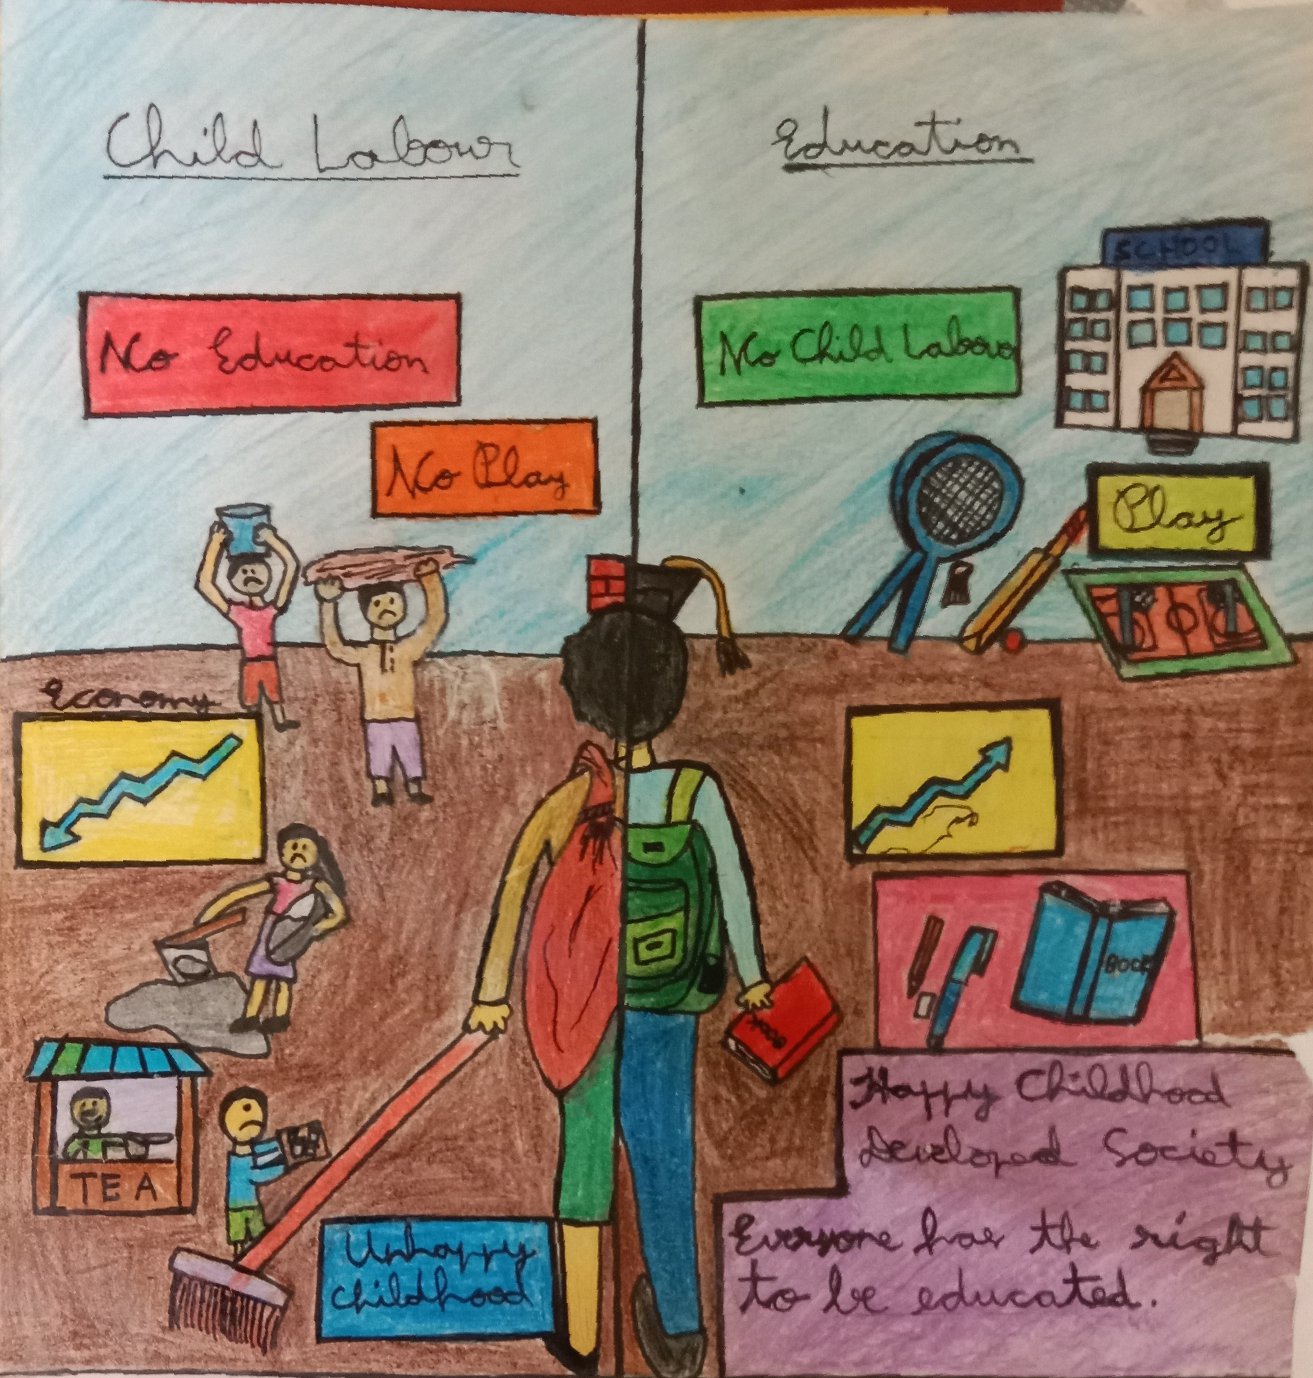 Child Labour
Education
SCHOOL
No Education
No Child Labour
No Play
Play
Economy
BOOK
TEA
Unhappy
childhood
Happy Childhood
Developed Society
Everyone has the right
to be educated.